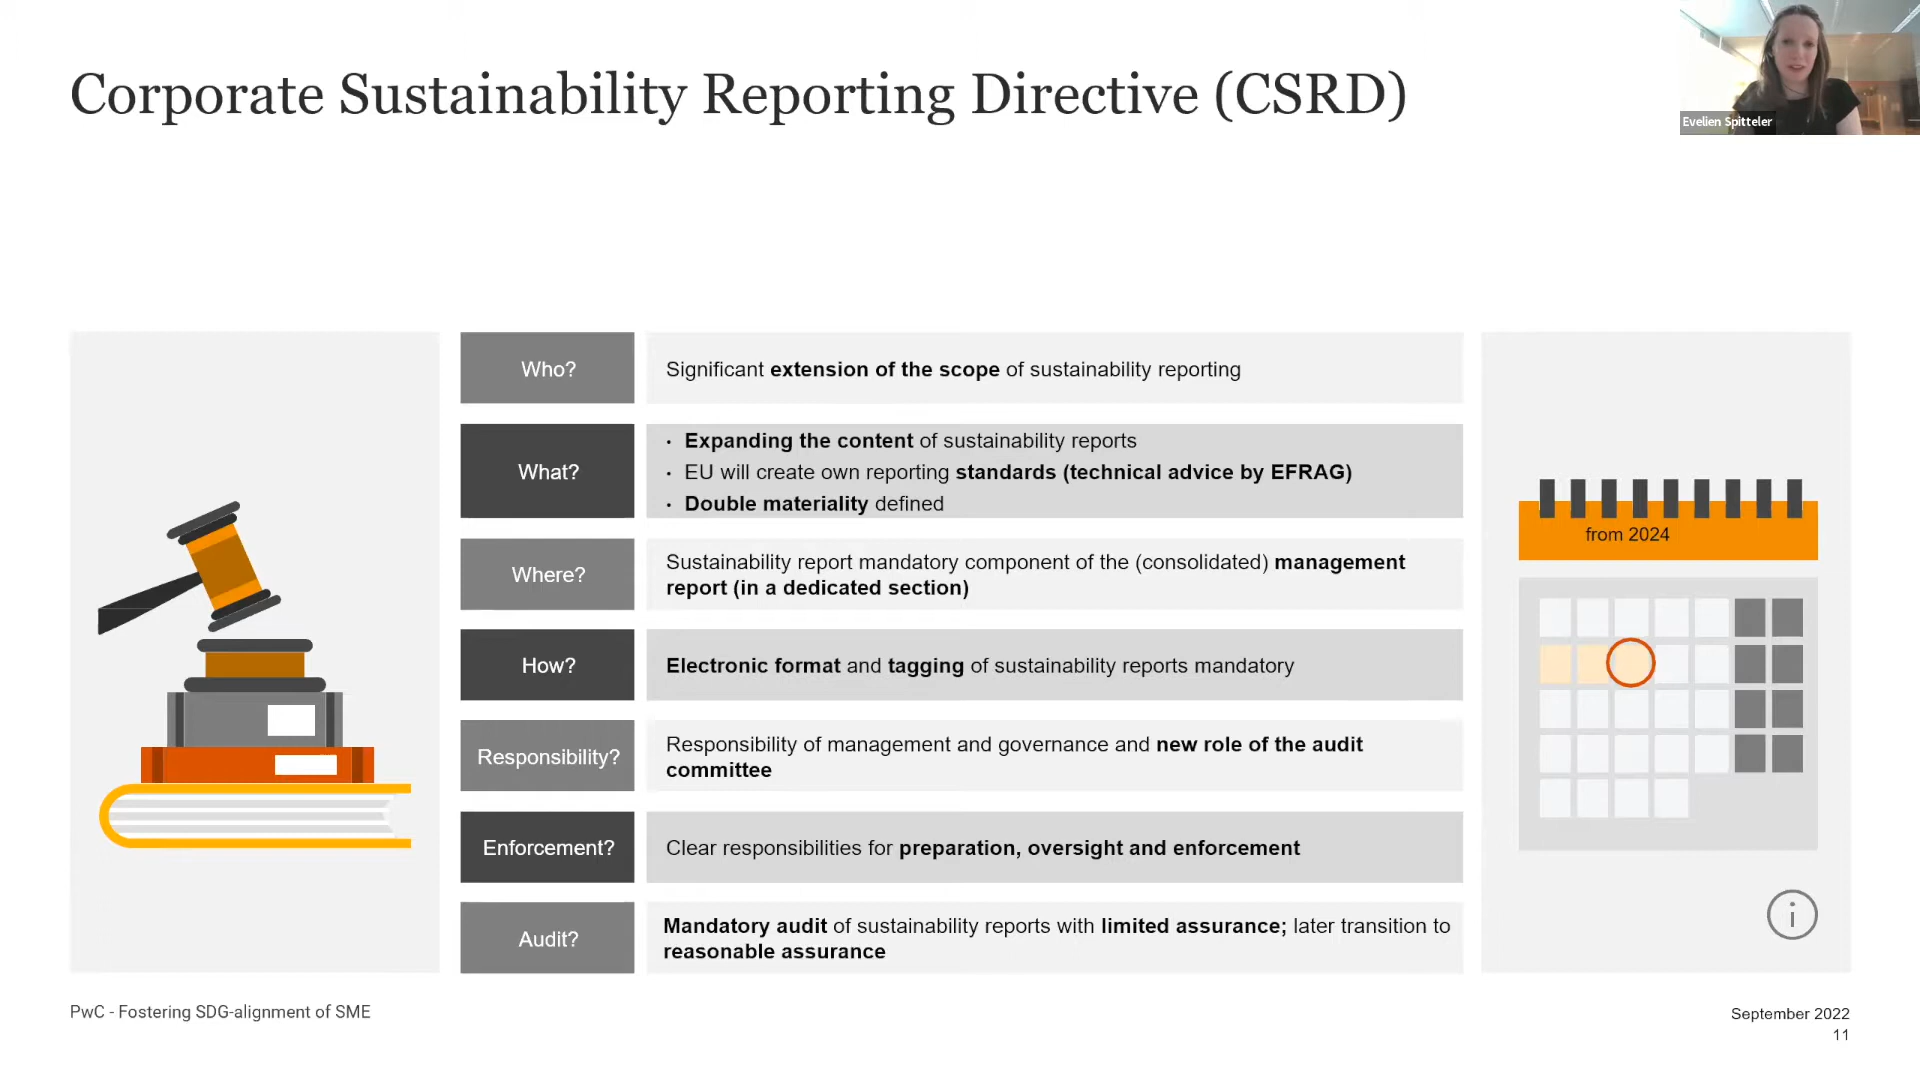 Corporate Sustainability Reporting Directive (CSRD)
Evelien Spitteler
Who?
Significant extension of the scope of sustainability reporting
What?
• Expanding the content of sustainability reports
• EU will create own reporting standards (technical advice by EFRAG)
• Double materiality defined
Where?
Sustainability report mandatory component of the (consolidated) management
report (in a dedicated section)
How?
Electronic format and tagging of sustainability reports mandatory
Responsibility?
Responsibility of management and governance and new role of the audit
committee
Enforcement?
Clear responsibilities for preparation, oversight and enforcement
Audit?
Mandatory audit of sustainability reports with limited assurance; later transition to
reasonable assurance
from 2024
i
PwC - Fostering SDG-alignment of SME
September 2022
11